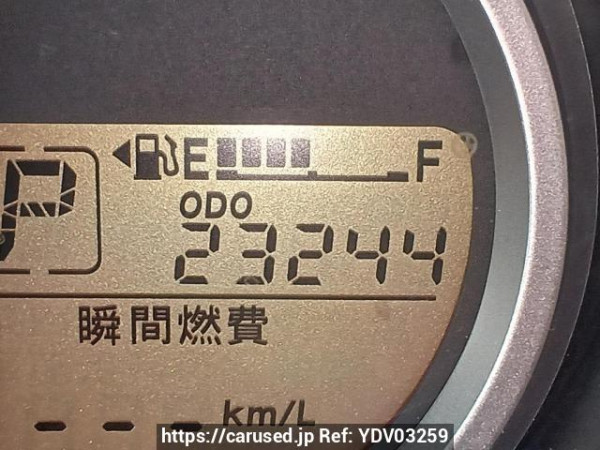 E F
ODO
P 23244
瞬間燃費
--- km/L
https://carused.jp Ref: YDV03259